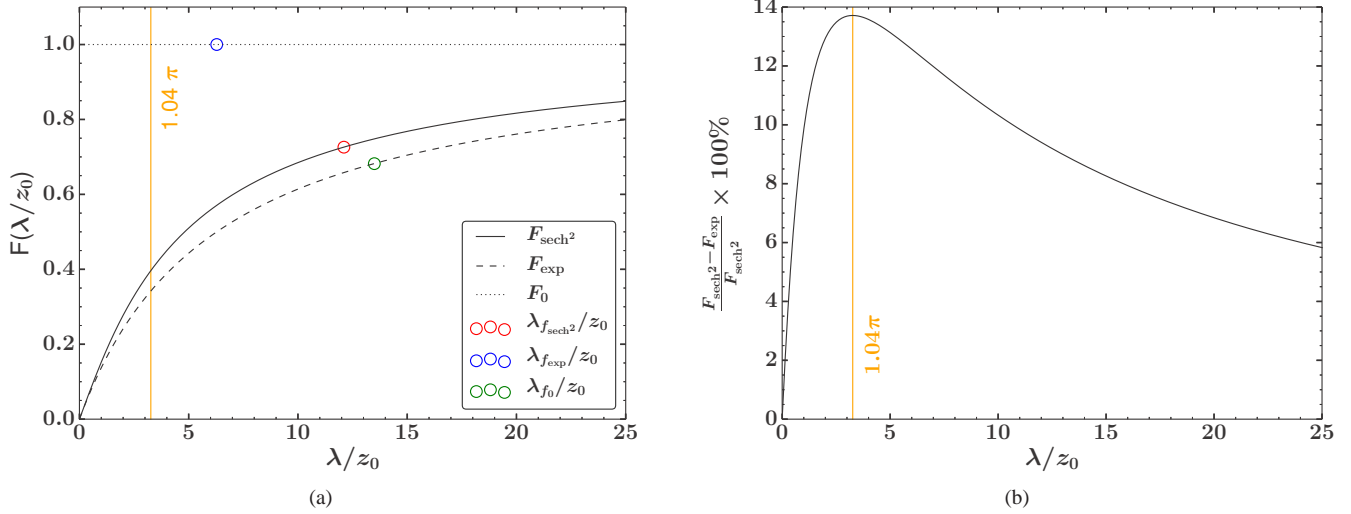 1.0
0.8
0.6
0.4
0.2
0.0
F(λ/z₀)
1.04 π
F_sech²
F_exp
F₀
λ_f_sech²/z₀
λ_f_exp/z₀
λ_f₀/z₀
0 5 10 15 20 25
λ/z₀
(a)
14
12
10
8
6
4
2
0
F_sech²−F_exp / F_sech² × 100%
1.04π
0 5 10 15 20 25
λ/z₀
(b)